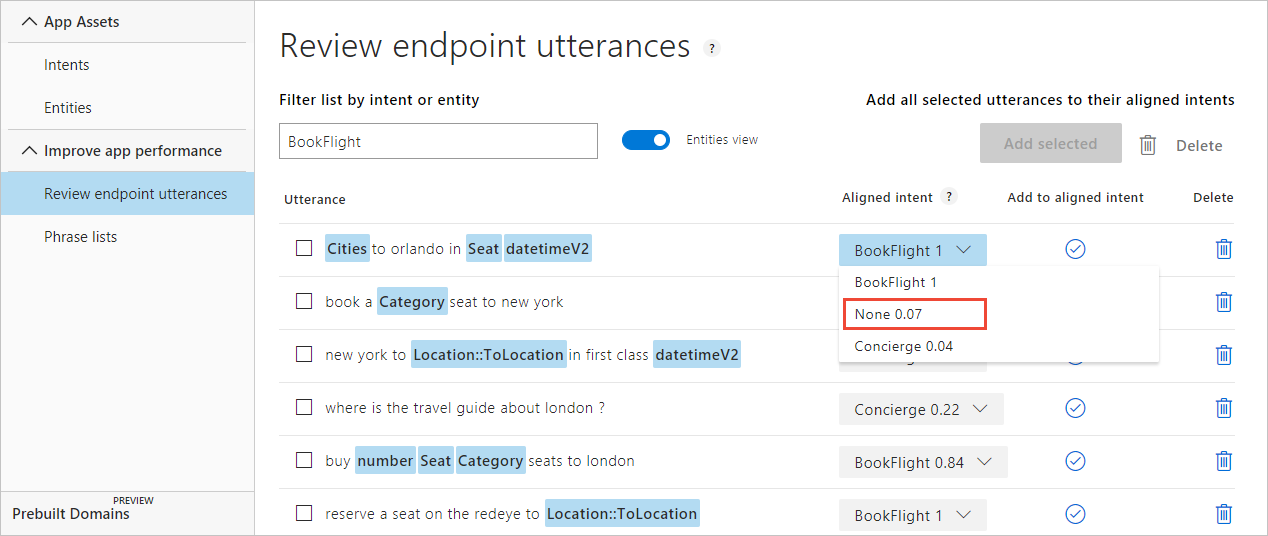 App Assets
Intents
Entities
Improve app performance
Review endpoint utterances
Phrase lists
PREVIEW
Prebuilt Domains
Review endpoint utterances ?
Filter list by intent or entity
Add all selected utterances to their aligned intents
BookFlight
Entities view
Add selected
Delete
Utterance Aligned intent ? Add to aligned intent Delete
Cities to orlando in Seat datetimeV2 BookFlight 1
BookFlight 1
book a Category seat to new york
None 0.07
Concierge 0.04
new york to Location::ToLocation in first class datetimeV2
where is the travel guide about london ? Concierge 0.22
buy number Seat Category seats to london BookFlight 0.84
reserve a seat on the redeye to Location::ToLocation BookFlight 1